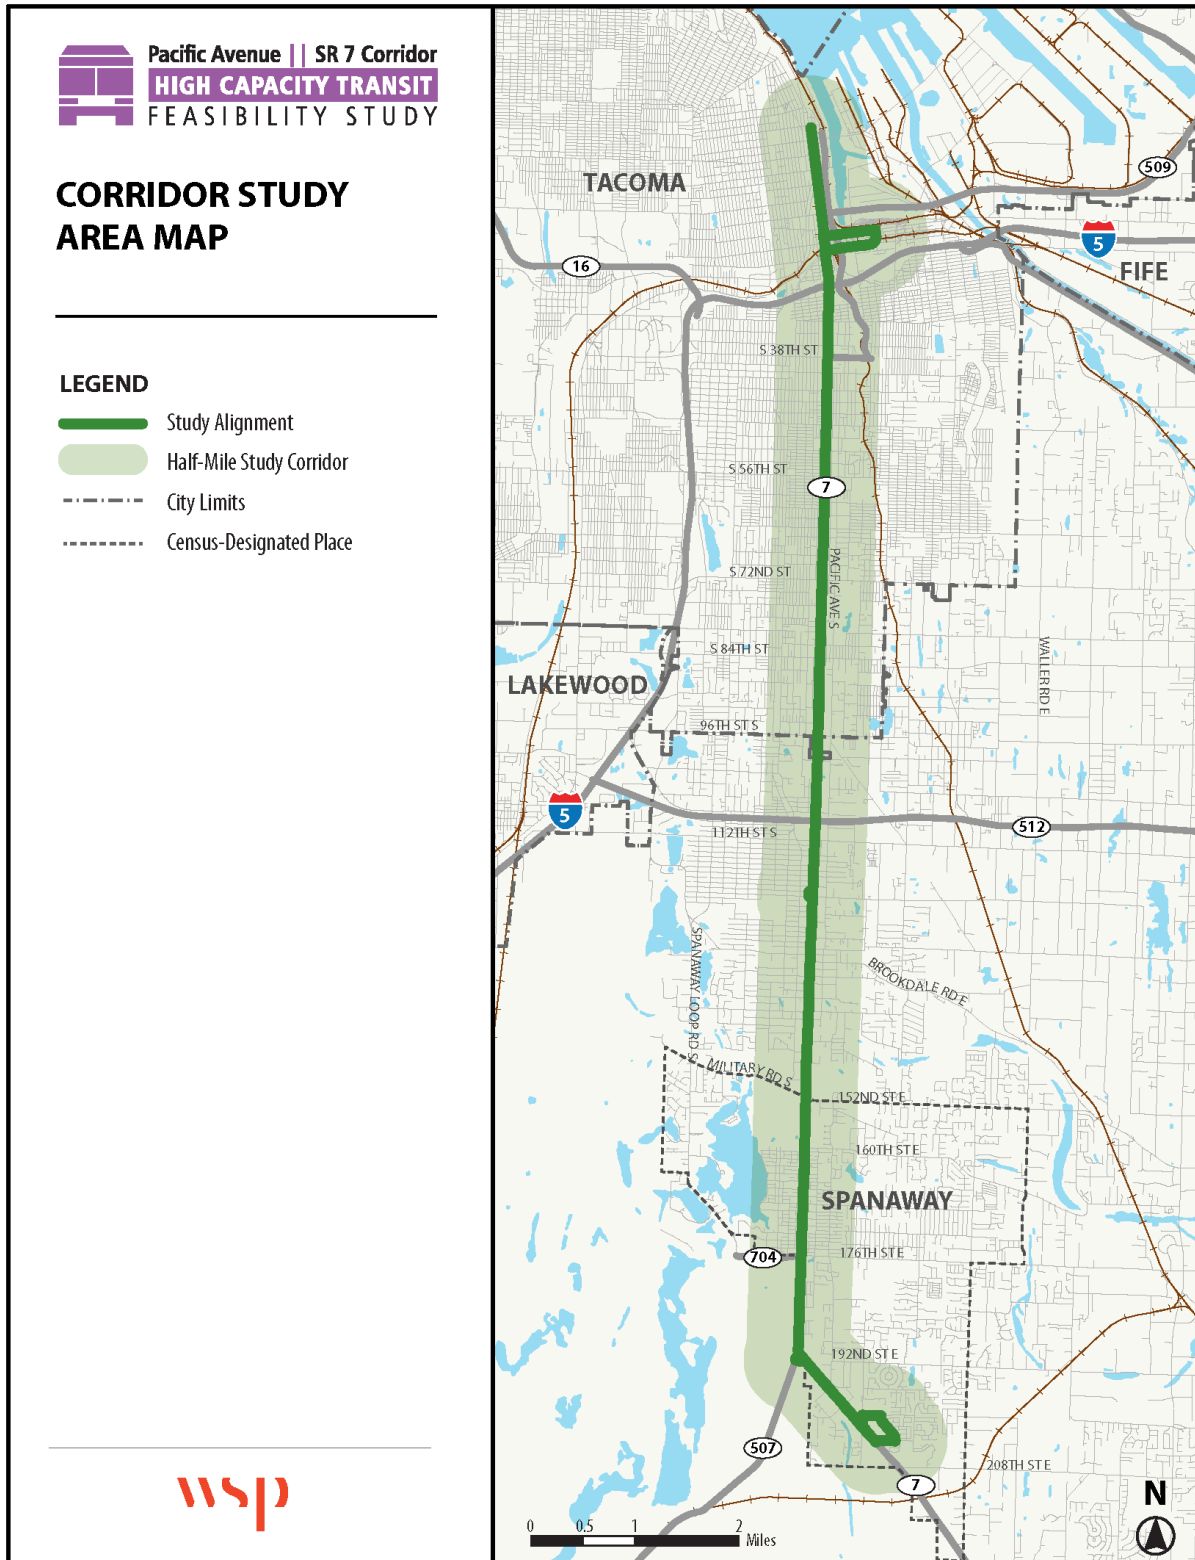 Pacific Avenue || SR 7 Corridor
HIGH CAPACITY TRANSIT
FEASIBILITY STUDY
CORRIDOR STUDY
AREA MAP
LEGEND
Study Alignment
Half-Mile Study Corridor
City Limits
Census-Designated Place
wsp
TACOMA
509
5
FIFE
16
S 38TH ST
S 56TH ST
7
S 72ND ST
PACIFIC AVE S
S 84TH ST
WALLER RD E
LAKEWOOD
96TH ST S
5
512
112TH ST S
SPANAWAY LOOP RD S
BROOKDALE RD E
MILITARY RD S
152ND ST E
160TH ST E
SPANAWAY
704
176TH ST E
192ND ST E
507
208TH ST E
7
N
0 0.5 1 2
Miles